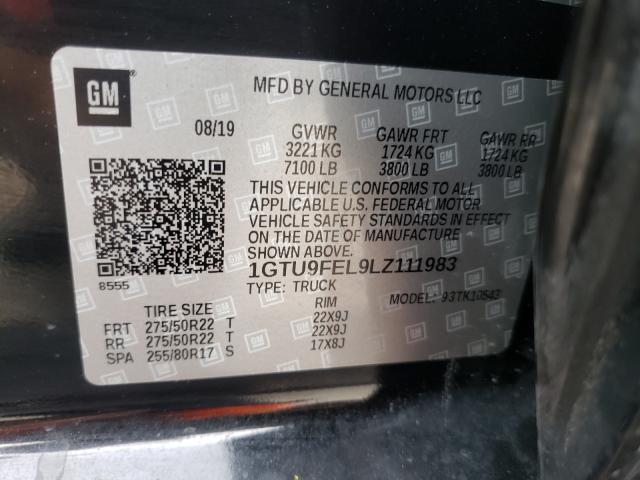 GM
MFD BY GENERAL MOTORS LLC
08/19 GVWR GAWR FRT GAWR RR
3221 KG 1724 KG 1724 KG
7100 LB 3800 LB 3800 LB
THIS VEHICLE CONFORMS TO ALL
APPLICABLE U.S. FEDERAL MOTOR
VEHICLE SAFETY STANDARDS IN EFFECT
ON THE DATE OF MANUFACTURE
SHOWN ABOVE.
1GTU9FEL9LZ111983
8555
TYPE: TRUCK MODEL: 93TK10543
TIRE SIZE RIM
FRT 275/50R22 T 22X9J
RR 275/50R22 T 22X9J
SPA 255/80R17 S 17X8J